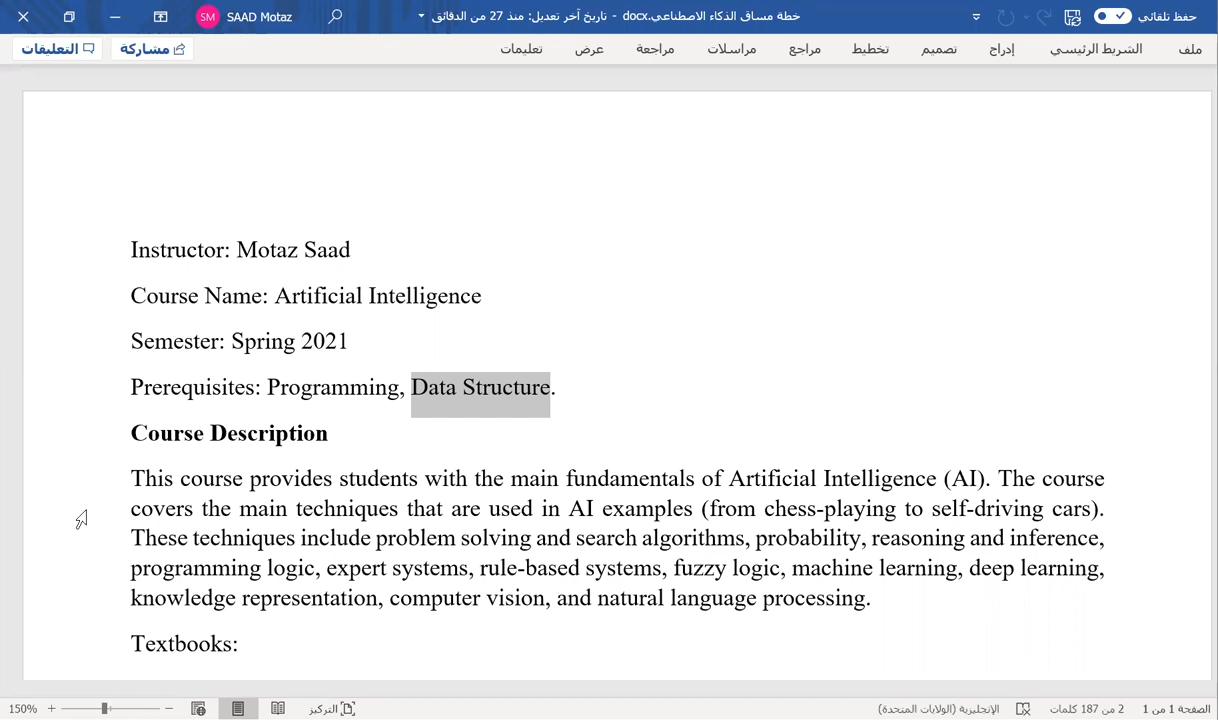 حفظ تلقائي
خطة مساق الذكاء الاصطناعي.docx - تاريخ آخر تعديل: منذ 27 من الدقائق
SAAD Motaz SM
ملف الشريط الرئيسي إدراج تصميم تخطيط مراجع مراسلات مراجعة عرض تعليمات مشاركة التعليقات
Instructor: Motaz Saad
Course Name: Artificial Intelligence
Semester: Spring 2021
Prerequisites: Programming, Data Structure.
Course Description
This course provides students with the main fundamentals of Artificial Intelligence (AI). The course
covers the main techniques that are used in AI examples (from chess-playing to self-driving cars).
These techniques include problem solving and search algorithms, probability, reasoning and inference,
programming logic, expert systems, rule-based systems, fuzzy logic, machine learning, deep learning,
knowledge representation, computer vision, and natural language processing.
Textbooks:
الصفحة 1 من 1 2 من 187 كلمات الإنجليزية (الولايات المتحدة) التركيز 150%